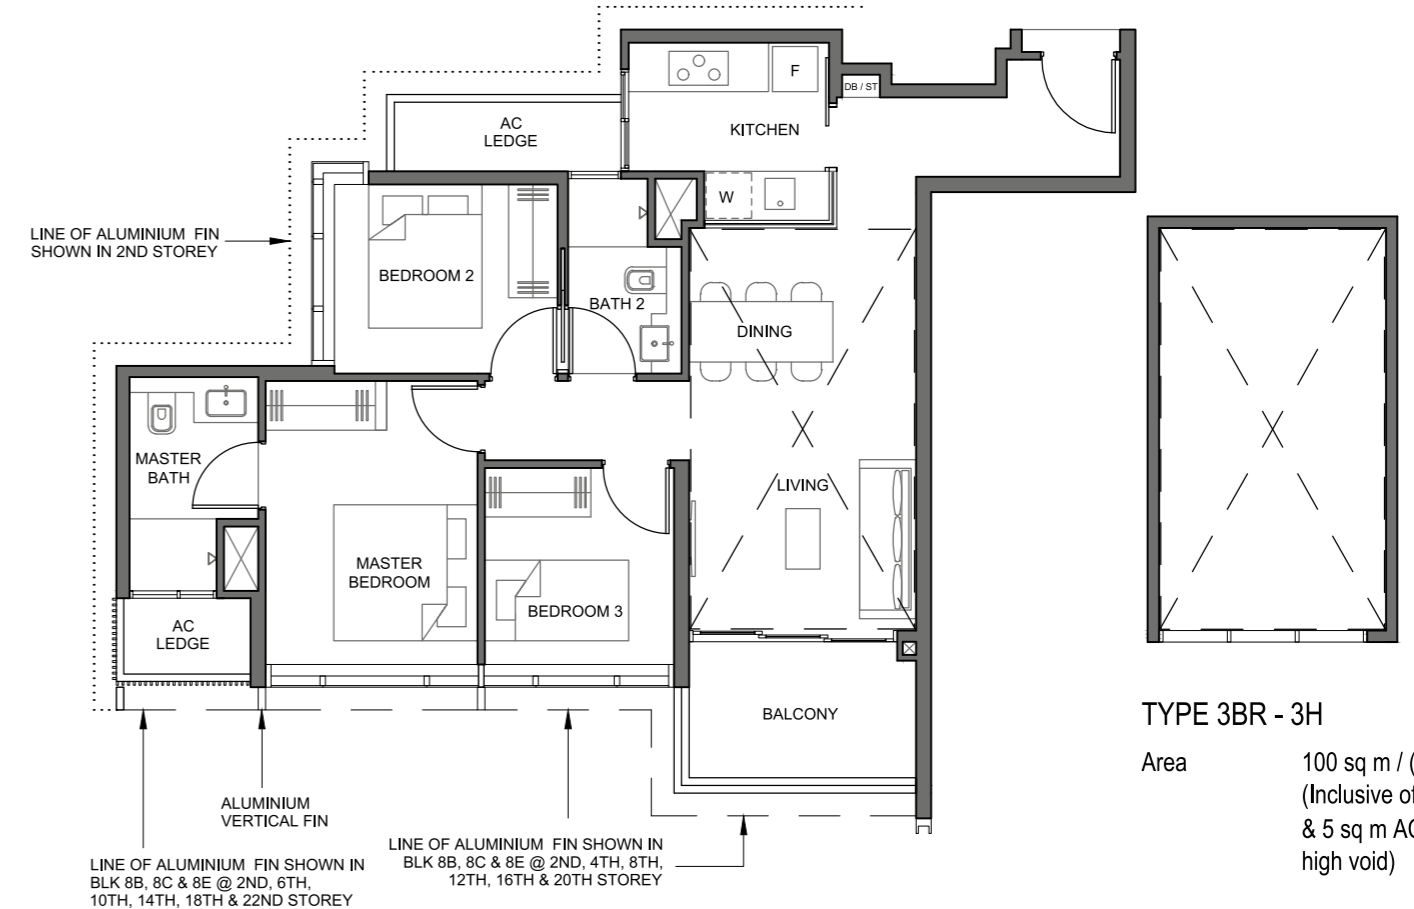 F
DB / ST
AC
LEDGE
KITCHEN
W
LINE OF ALUMINIUM FIN
SHOWN IN 2ND STOREY
BEDROOM 2
BATH 2
DINING
MASTER
BATH
LIVING
MASTER
BEDROOM
BEDROOM 3
AC
LEDGE
BALCONY
TYPE 3BR - 3H
Area
100 sq m / (
(Inclusive of
& 5 sq m AC
high void)
ALUMINIUM
VERTICAL FIN
LINE OF ALUMINIUM FIN SHOWN IN
BLK 8B, 8C & 8E @ 2ND, 4TH, 8TH,
12TH, 16TH & 20TH STOREY
LINE OF ALUMINIUM FIN SHOWN IN
BLK 8B, 8C & 8E @ 2ND, 6TH,
10TH, 14TH, 18TH & 22ND STOREY